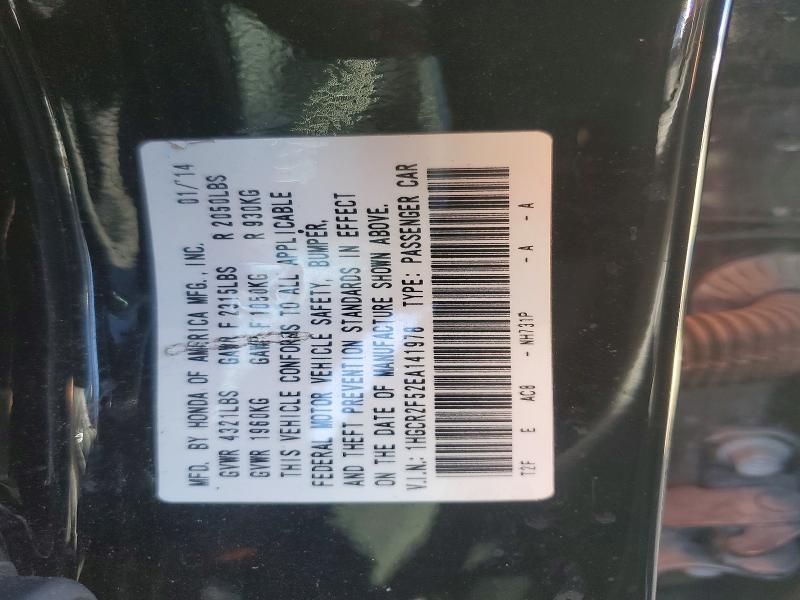 MFD. BY HONDA OF AMERICA MFG., INC. 01/'14
GVWR 4321LBS GAWR F 2315LBS R 2050LBS
GVWR 1960KG GAWR F 1050KG R 930KG
THIS VEHICLE CONFORMS TO ALL APPLICABLE
FEDERAL MOTOR VEHICLE SAFETY, BUMPER,
AND THEFT PREVENTION STANDARDS IN EFFECT
ON THE DATE OF MANUFACTURE SHOWN ABOVE.
V.I.N.: 1HGCR2F52EA141978 TYPE: PASSENGER CAR
T2F E AC8 - NH731P - A - A